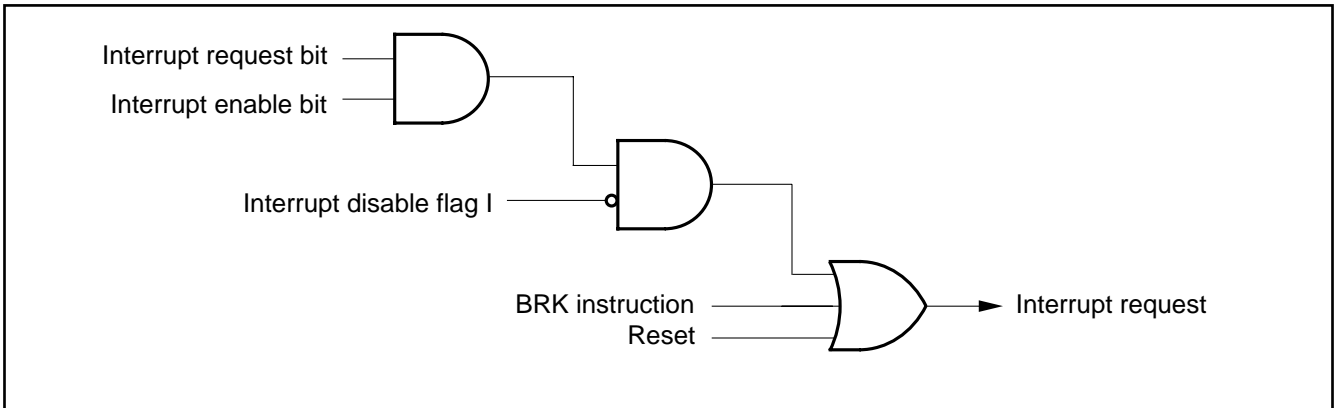 Interrupt request bit
Interrupt enable bit
Interrupt disable flag I
BRK instruction
Reset
Interrupt request